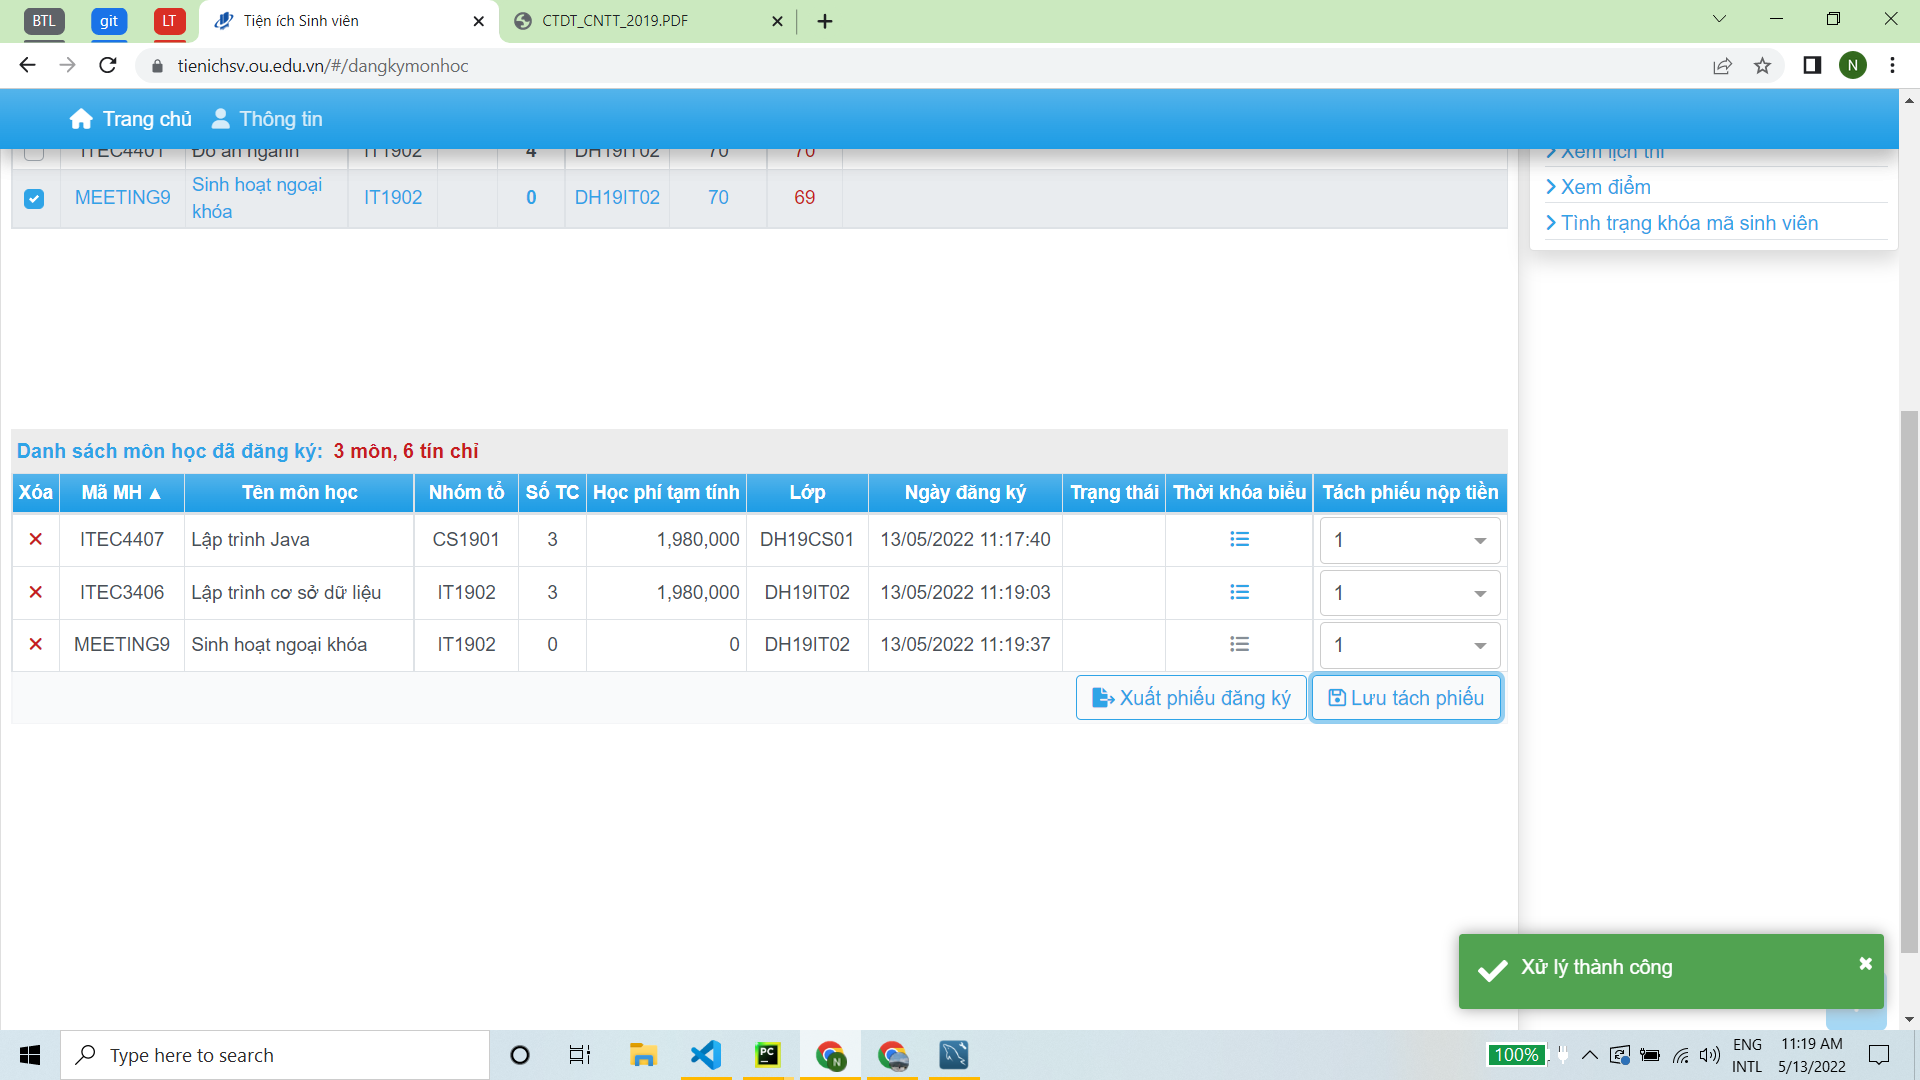 BTL
git
LT
Tiện ích Sinh viên
CTDT_CNTT_2019.PDF
tienichsv.ou.edu.vn/#/dangkymonhoc
N
Trang chủ
Thông tin
ITEC4401 Đồ án ngành IT1902 4 DH19IT02 70 70
MEETING9 Sinh hoạt ngoại khóa IT1902 0 DH19IT02 70 69
Xem lịch thi
Xem điểm
Tình trạng khóa mã sinh viên
Danh sách môn học đã đăng ký: 3 môn, 6 tín chỉ
Xóa Mã MH ▲ Tên môn học Nhóm tổ Số TC Học phí tạm tính Lớp Ngày đăng ký Trạng thái Thời khóa biểu Tách phiếu nộp tiền
ITEC4407 Lập trình Java CS1901 3 1,980,000 DH19CS01 13/05/2022 11:17:40 1
ITEC3406 Lập trình cơ sở dữ liệu IT1902 3 1,980,000 DH19IT02 13/05/2022 11:19:03 1
MEETING9 Sinh hoạt ngoại khóa IT1902 0 0 DH19IT02 13/05/2022 11:19:37 1
Xuất phiếu đăng ký
Lưu tách phiếu
Xử lý thành công
Type here to search
PC
N
100%
ENG
INTL
11:19 AM
5/13/2022